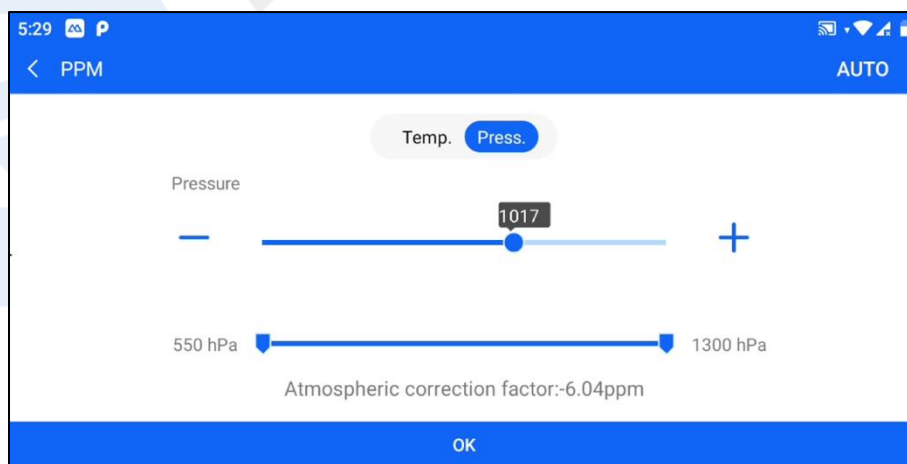 5:29
PPM AUTO
Temp. Press.
Pressure
1017
550 hPa 1300 hPa
Atmospheric correction factor:-6.04ppm
OK